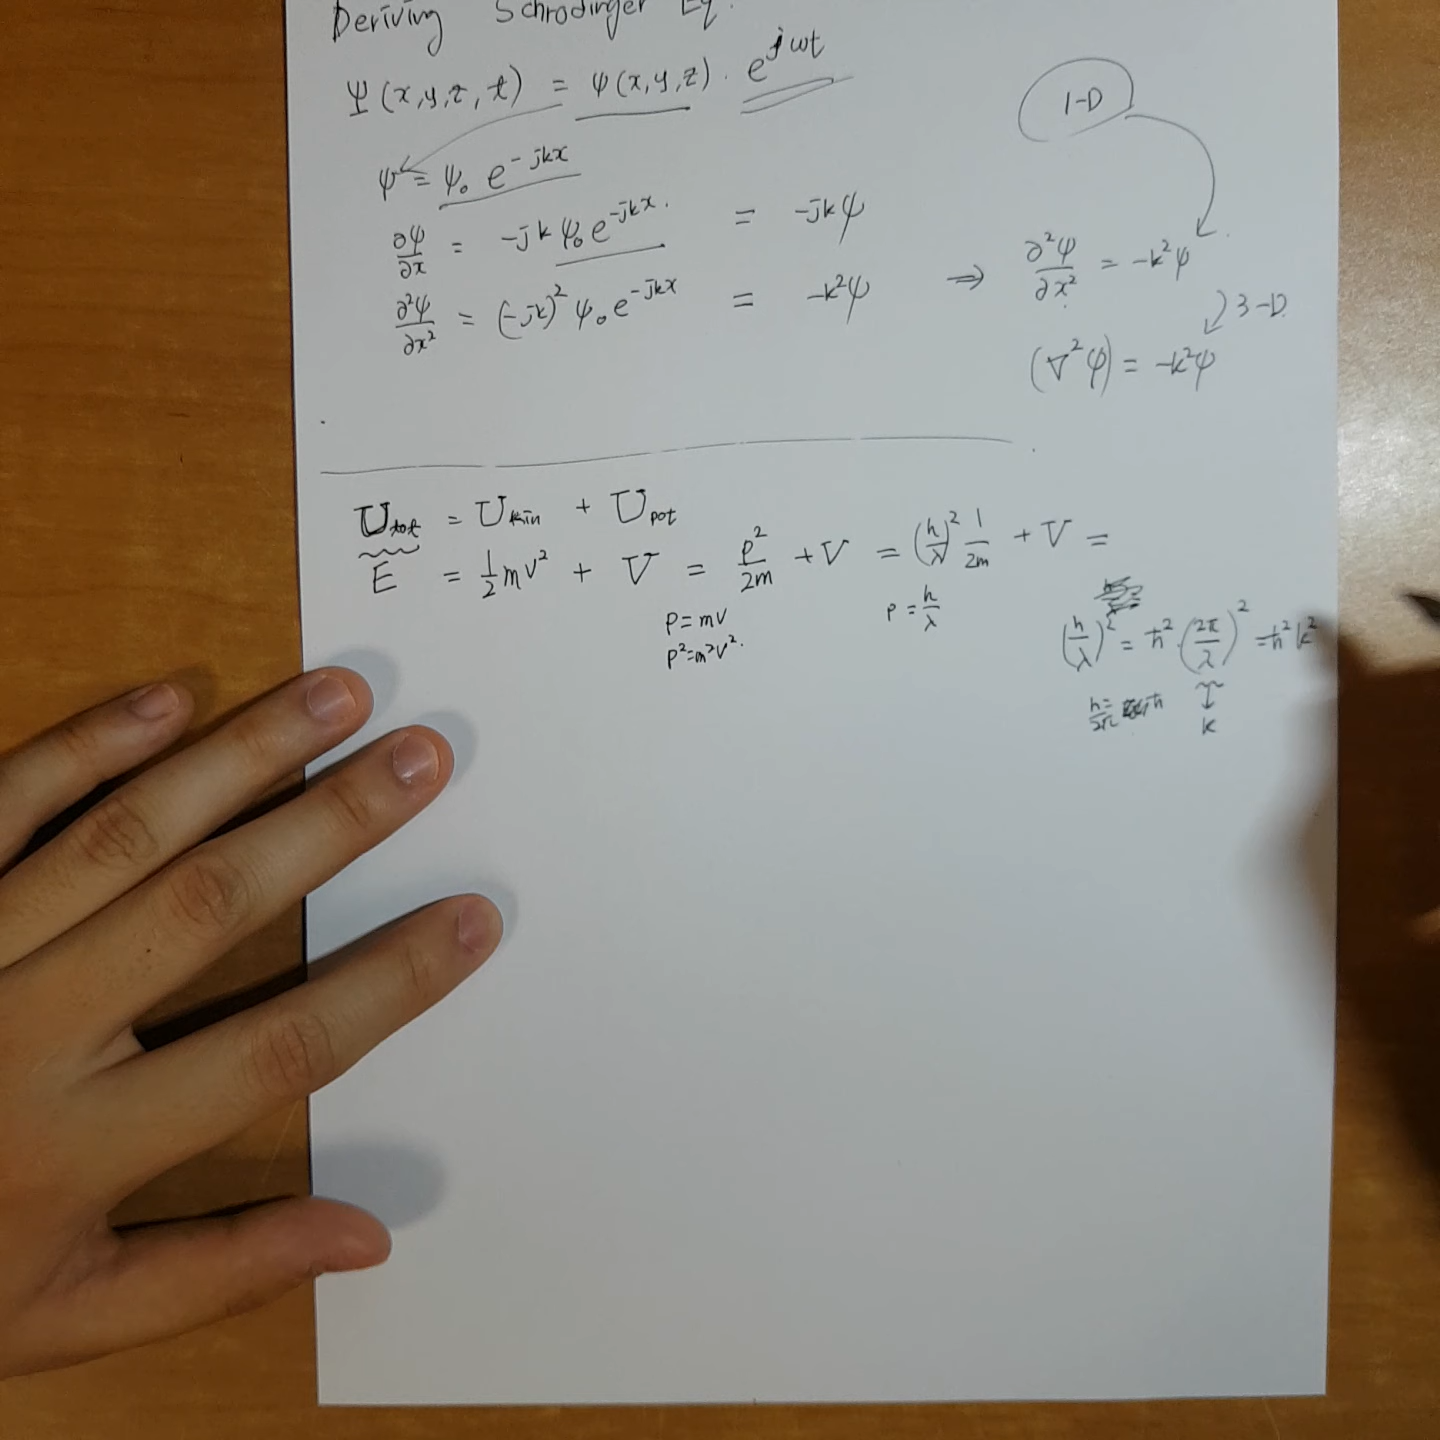 Deriving Schrodinger Eq.
Ψ(x,y,z,t) = ψ(x,y,z) · e^{jωt}
1-D
ψ = ψ₀ e^{-jkx}
∂ψ/∂x = -jk ψ₀ e^{-jkx} = -jkψ
∂²ψ/∂x² = (-jk)² ψ₀ e^{-jkx} = -k²ψ ⇒ ∂²ψ/∂x² = -k²ψ
3-D
(∇²ψ) = -k²ψ
U_tot = U_kin + U_pot
E = ½mv² + V = p²/2m + V = (h/λ)² 1/2m + V =
p = mv
p² = m²v².
p = h/λ
(h/λ)² = ħ² · (2π/λ)² = ħ²k²
h/2π = ħ
k